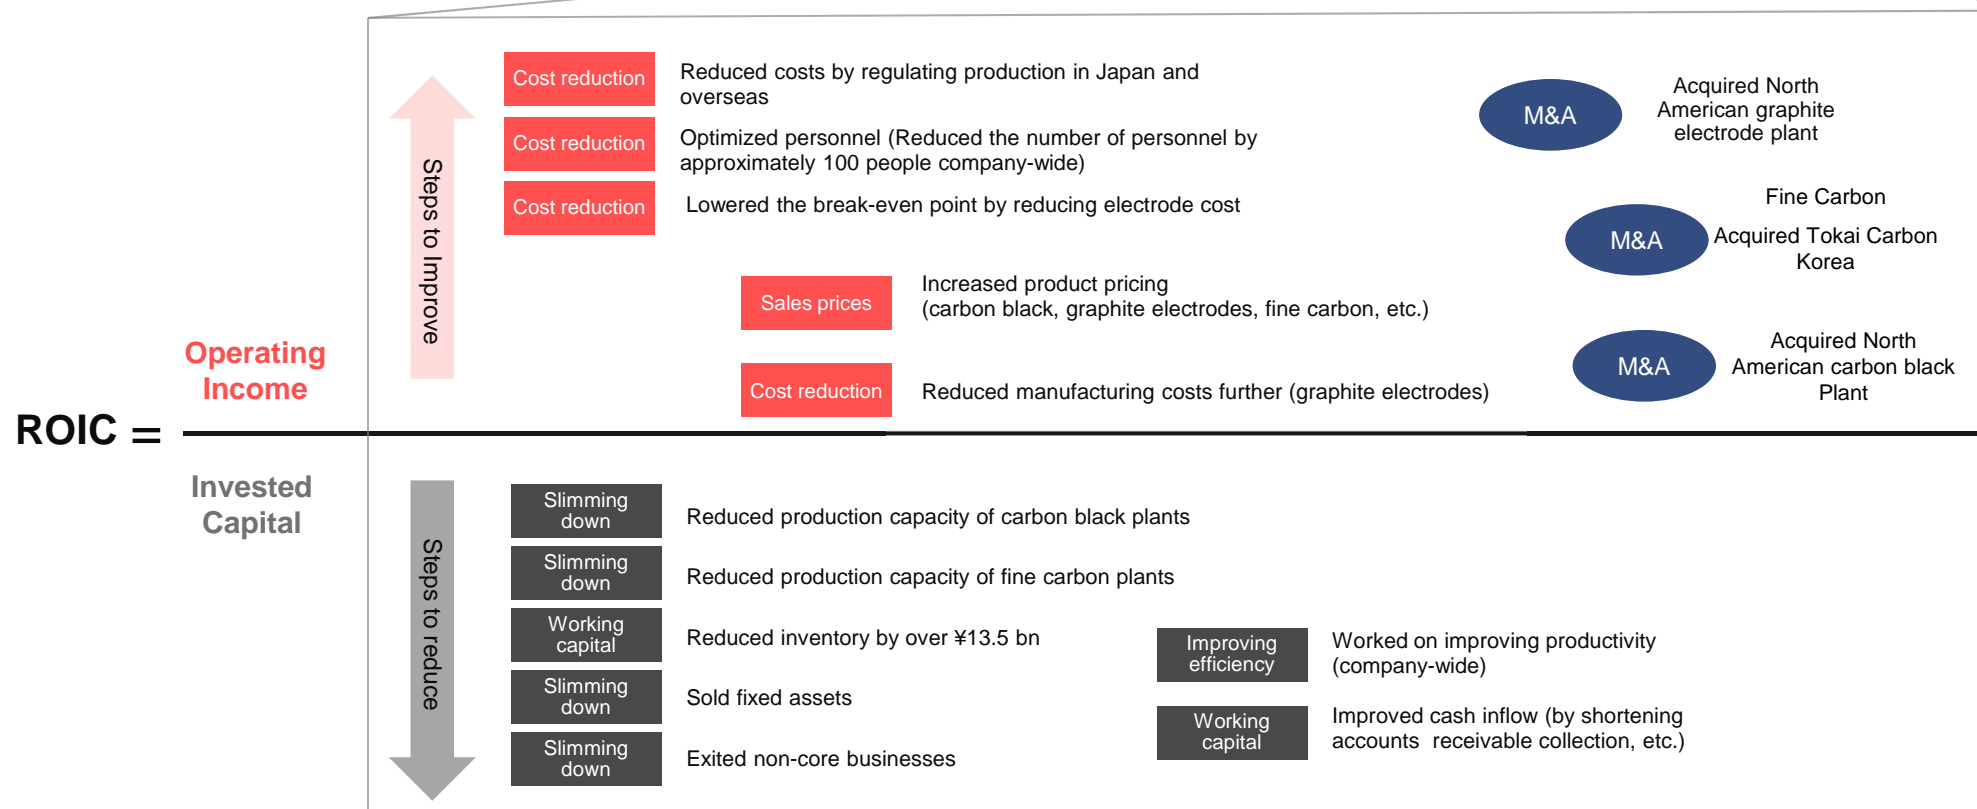 ROIC =
Operating
Income
Invested
Capital
Steps to Improve
Cost reduction
Reduced costs by regulating production in Japan and
overseas
Cost reduction
Optimized personnel (Reduced the number of personnel by
approximately 100 people company-wide)
Cost reduction
Lowered the break-even point by reducing electrode cost
Sales prices
Increased product pricing
(carbon black, graphite electrodes, fine carbon, etc.)
Cost reduction
Reduced manufacturing costs further (graphite electrodes)
M&A
Acquired North
American graphite
electrode plant
M&A
Fine Carbon
Acquired Tokai Carbon
Korea
M&A
Acquired North
American carbon black
Plant
Steps to reduce
Slimming
down
Reduced production capacity of carbon black plants
Slimming
down
Reduced production capacity of fine carbon plants
Working
capital
Reduced inventory by over ¥13.5 bn
Slimming
down
Sold fixed assets
Slimming
down
Exited non-core businesses
Improving
efficiency
Worked on improving productivity
(company-wide)
Working
capital
Improved cash inflow (by shortening
accounts receivable collection, etc.)